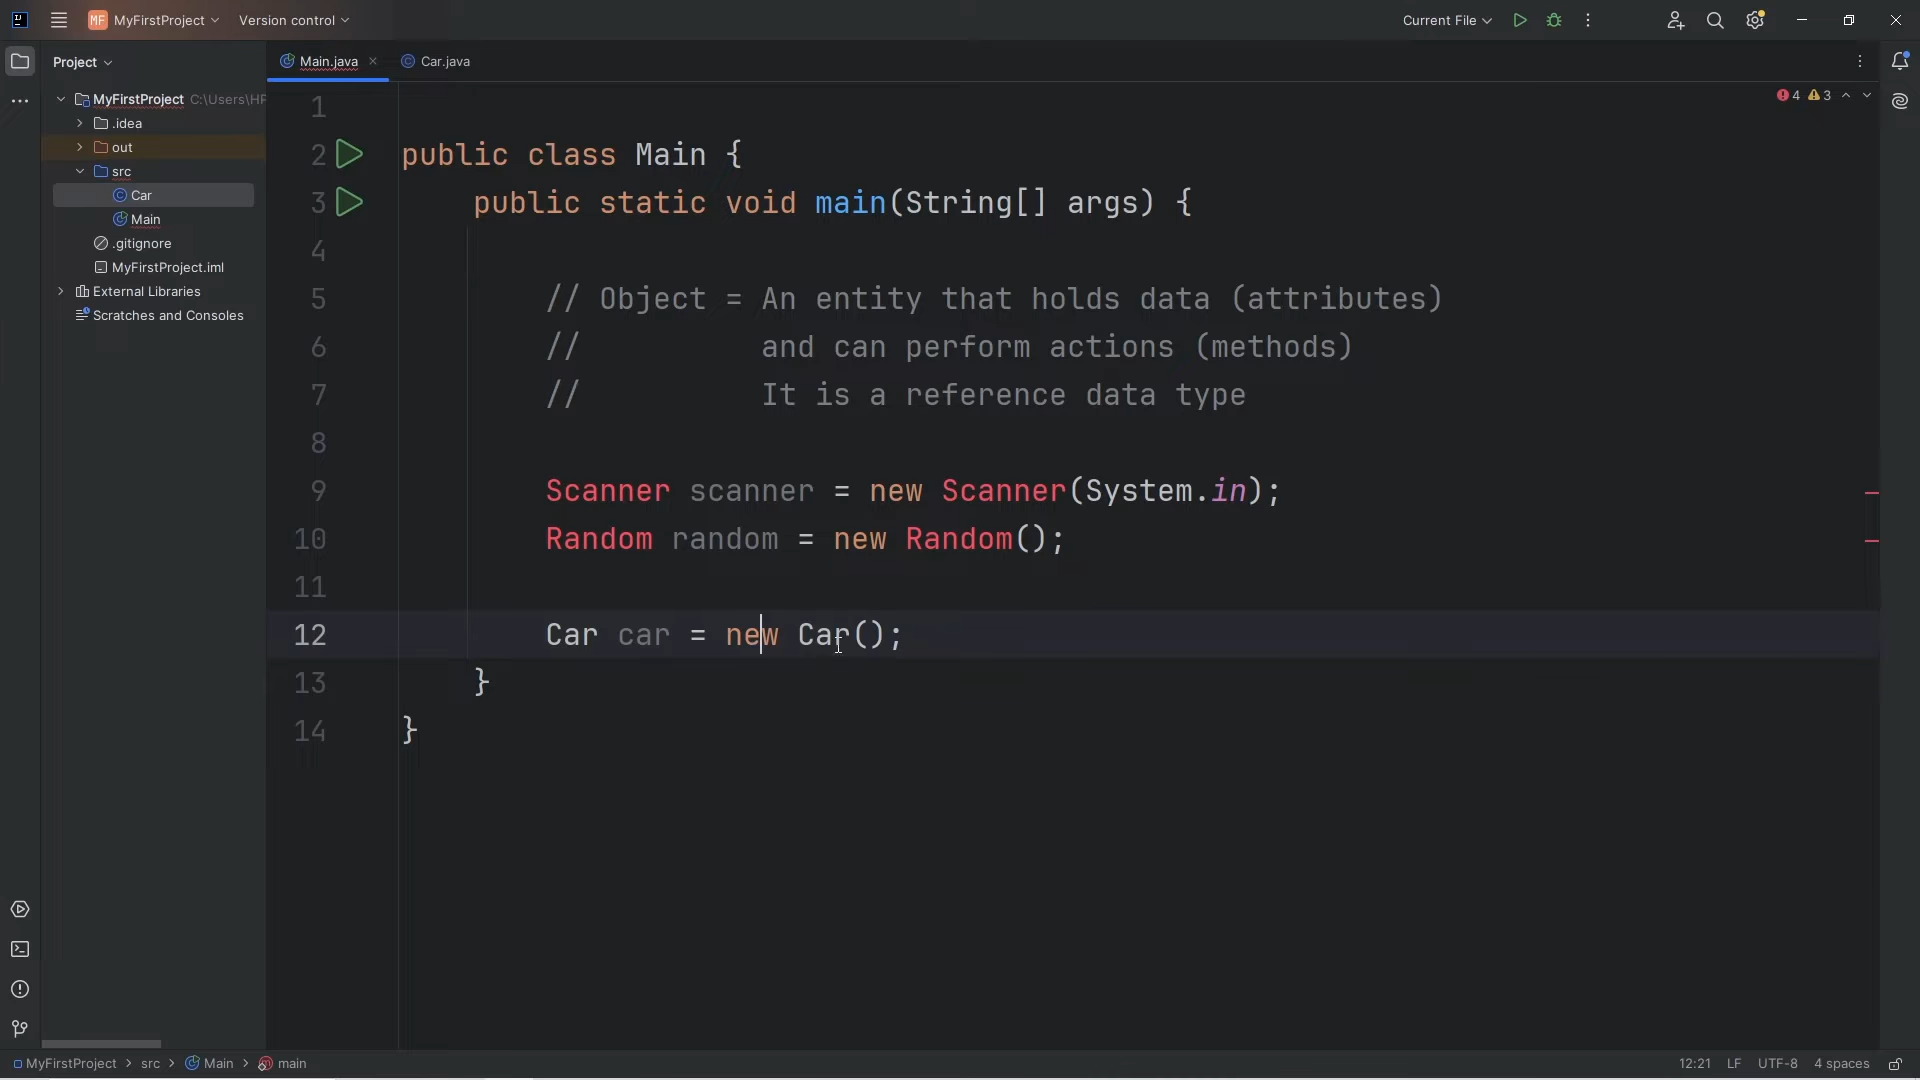 MF MyFirstProject Version control Current File
Project Main.java Car.java
MyFirstProject C:\Users\HP
.idea
out
src
Car
Main
.gitignore
MyFirstProject.iml
External Libraries
Scratches and Consoles
4 3
1
2 public class Main {
3 public static void main(String[] args) {
4
5 // Object = An entity that holds data (attributes)
6 // and can perform actions (methods)
7 // It is a reference data type
8
9 Scanner scanner = new Scanner(System.in);
10 Random random = new Random();
11
12 Car car = new Car();
13 }
14 }
MyFirstProject > src > Main > main 12:21 LF UTF-8 4 spaces